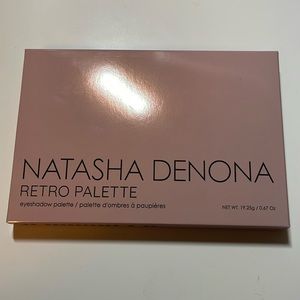 NATASHA DENONA
RETRO PALETTE
eyeshadow palette / palette d'ombres à paupières
NET WT. 19.25g / 0.67 Oz